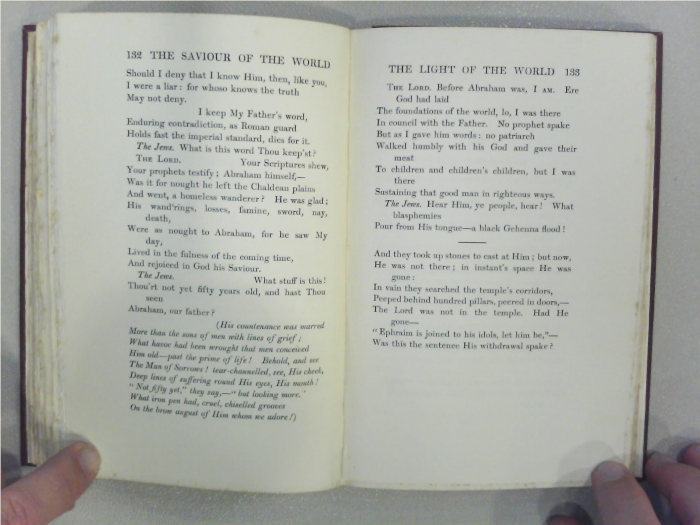 132 THE SAVIOUR OF THE WORLD
Should I deny that I know Him, then, like you,
I were a liar: for whoso knows the truth
May not deny.
I keep My Father's word,
Enduring contradiction, as Roman guard
Holds fast the imperial standard, dies for it.
The Jews. What is this word Thou keep'st?
THE LORD. Your Scriptures shew,
Your prophets testify; Abraham himself,—
Was it for nought he left the Chaldean plains
And went, a homeless wanderer? He was glad;
His wand'rings, losses, famine, sword, nay,
death,
Were as nought to Abraham, for he saw My
day,
Lived in the fulness of the coming time,
And rejoiced in God his Saviour.
The Jews. What stuff is this!
Thou'rt not yet fifty years old, and hast Thou
seen
Abraham, our father?
(His countenance was marred
More than the sons of men with lines of grief;
What havoc had been wrought that men conceived
Him old—past the prime of life! Behold, and see
The Man of Sorrows! tear-channelled, see, His cheek,
Deep lines of suffering round His eyes, His mouth!
"Not fifty yet," they say,—"but looking more."
What iron pen had, cruel, chiselled grooves
On the brow august of Him whom we adore!)
THE LIGHT OF THE WORLD 133
THE LORD. Before Abraham was, I AM. Ere
God had laid
The foundations of the world, lo, I was there
In council with the Father. No prophet spake
But as I gave him words: no patriarch
Walked humbly with his God and gave their
meat
To children and children's children, but I was
there
Sustaining that good man in righteous ways.
The Jews. Hear Him, ye people, hear! What
blasphemies
Pour from His tongue—a black Gehenna flood!
And they took up stones to cast at Him; but now,
He was not there; in instant's space He was
gone:
In vain they searched the temple's corridors,
Peeped behind hundred pillars, peered in doors,—
The Lord was not in the temple. Had He
gone—
"Ephraim is joined to his idols, let him be,"—
Was this the sentence His withdrawal spake?